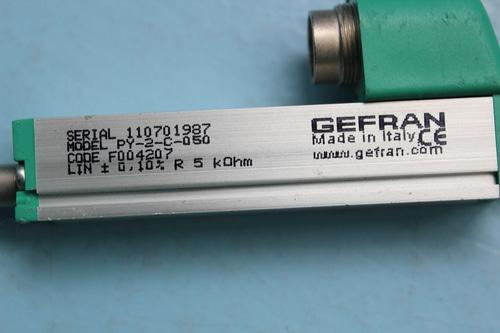 SERIAL 110701987
MODEL PY-2-C-050
CODE F004207
LIN ± 0,10% R 5 kOhm
GEFRAN
Made in Italy CE
www.gefran.com